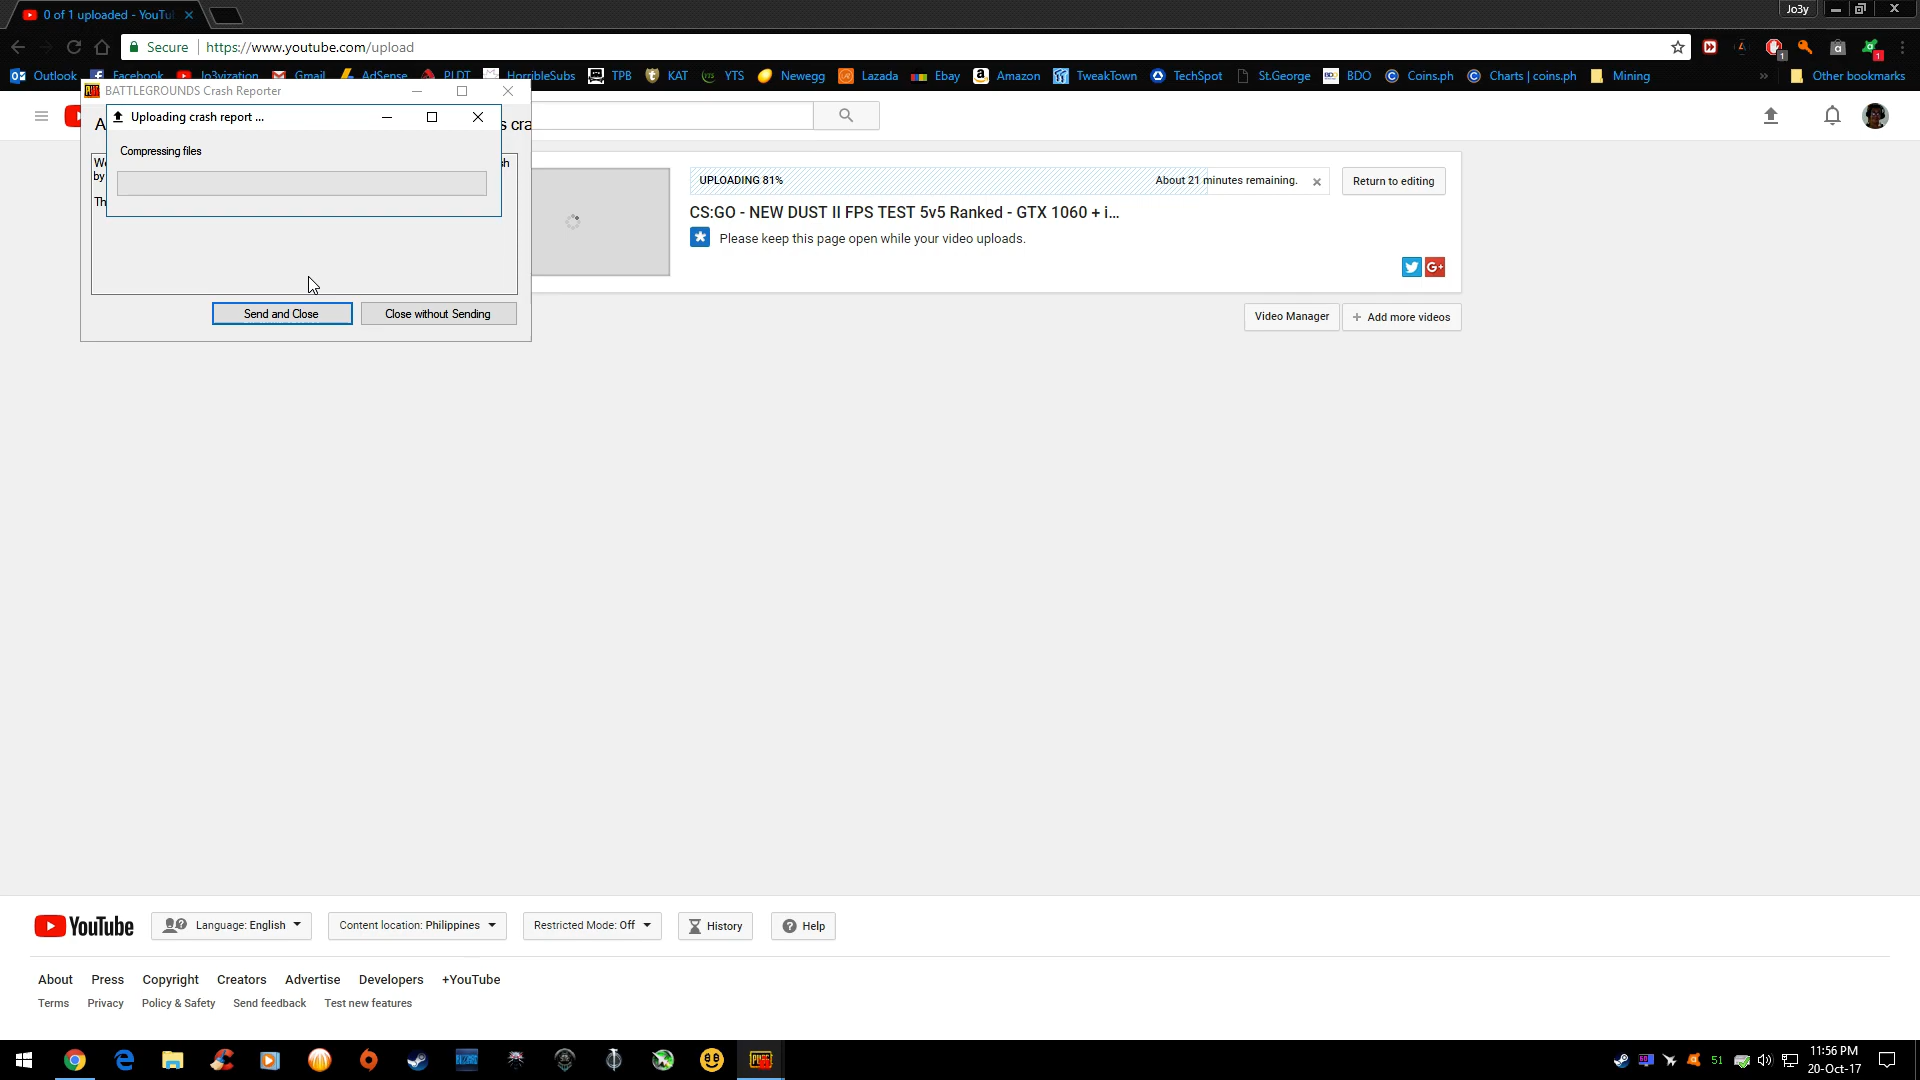 0 of 1 uploaded - YouTu
Jo3y
Secure
https://www.youtube.com/upload
Outlook
Facebook
Jo3vization
Gmail
AdSense
PLDT
HorribleSubs
TPB
KAT
YTS
Newegg
Lazada
Ebay
Amazon
TweakTown
TechSpot
St.George
BDO
Coins.ph
Charts | coins.ph
Mining
»
Other bookmarks
BATTLEGROUNDS Crash Reporter
Uploading crash report ...
A
s cra
We
sh
by
Th
Compressing files
Send and Close
Close without Sending
UPLOADING 81%
About 21 minutes remaining.
Return to editing
CS:GO - NEW DUST II FPS TEST 5v5 Ranked - GTX 1060 + i...
Please keep this page open while your video uploads.
G+
Video Manager
+ Add more videos
YouTube
Language: English
Content location: Philippines
Restricted Mode: Off
History
Help
About
Press
Copyright
Creators
Advertise
Developers
+YouTube
Terms
Privacy
Policy & Safety
Send feedback
Test new features
51
11:56 PM
20-Oct-17